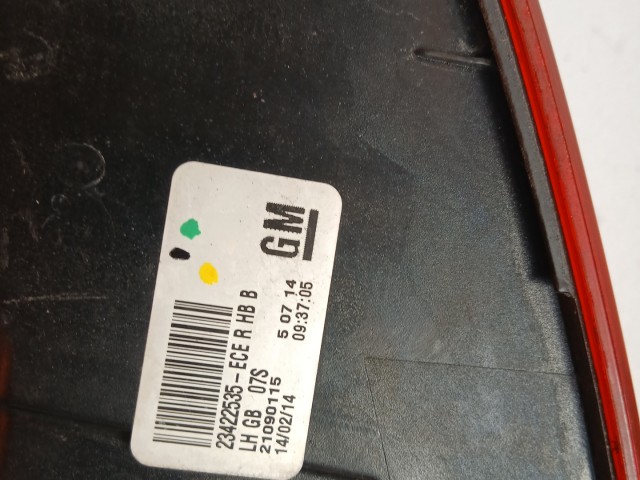 GM
23422535-ECE R HB B
LH GB 07S
21090115 5 07 14
14/02/14 09:37:05